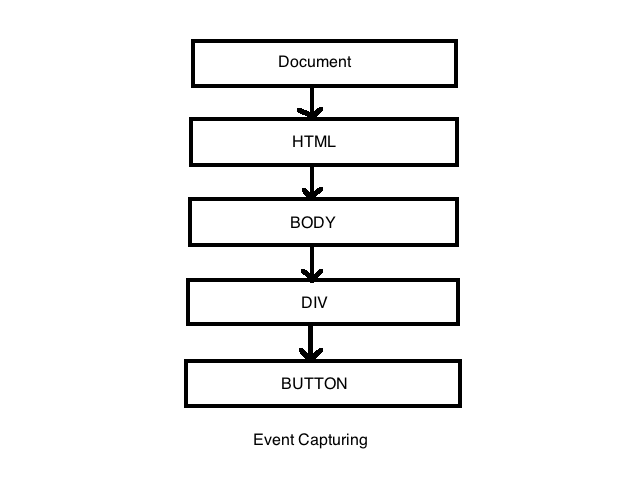 Document
HTML
BODY
DIV
BUTTON
Event Capturing